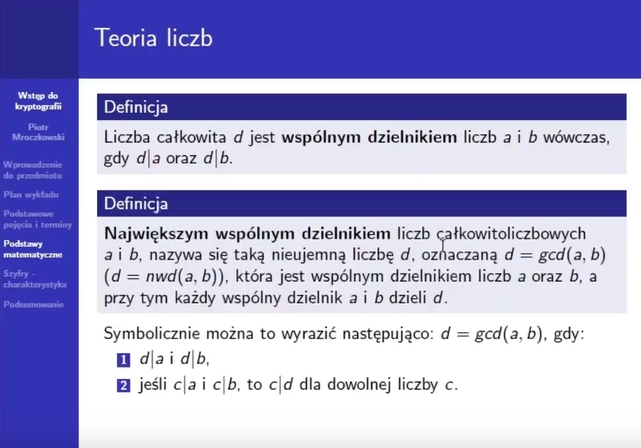 Teoria liczb
Wstęp do
kryptografii
Piotr
Mroczkowski
Wprowadzenie
do przedmiotu
Plan wykładu
Podstawowe
pojęcia i terminy
Podstawy
matematyczne
Szyfry -
charakterystyka
Podsumowanie
Definicja
Liczba całkowita d jest wspólnym dzielnikiem liczb a i b wówczas,
gdy d|a oraz d|b.
Definicja
Największym wspólnym dzielnikiem liczb całkowitoliczbowych
a i b, nazywa się taką nieujemną liczbę d, oznaczaną d = gcd(a, b)
(d = nwd(a, b)), która jest wspólnym dzielnikiem liczb a oraz b, a
przy tym każdy wspólny dzielnik a i b dzieli d.
Symbolicznie można to wyrazić następująco: d = gcd(a, b), gdy:
1 d|a i d|b,
2 jeśli c|a i c|b, to c|d dla dowolnej liczby c.